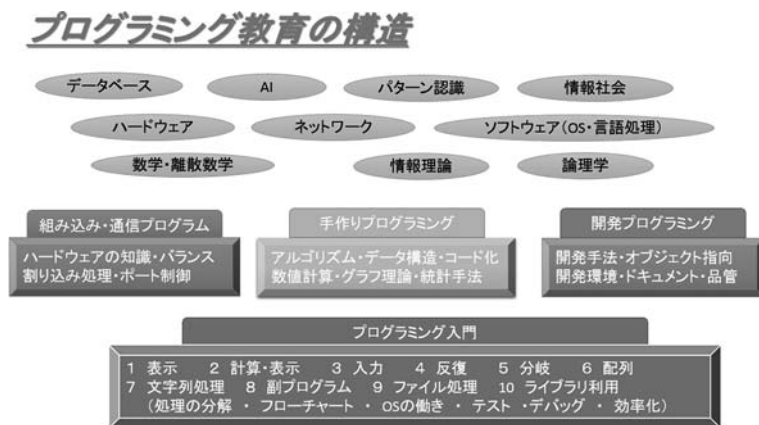 プログラミング教育の構造
データベース AI パターン認識 情報社会
ハードウェア ネットワーク ソフトウェア(OS・言語処理)
数学・離散数学 情報理論 論理学
組み込み・通信プログラム
ハードウェアの知識・バランス
割り込み処理・ポート制御
手作りプログラミング
アルゴリズム・データ構造・コード化
数値計算・グラフ理論・統計手法
開発プログラミング
開発手法・オブジェクト指向
開発環境・ドキュメント・品管
プログラミング入門
1 表示 2 計算・表示 3 入力 4 反復 5 分岐 6 配列
7 文字列処理 8 副プログラム 9 ファイル処理 10 ライブラリ利用
(処理の分解 ・ フローチャート ・ OSの働き ・ テスト ・デバッグ ・ 効率化)